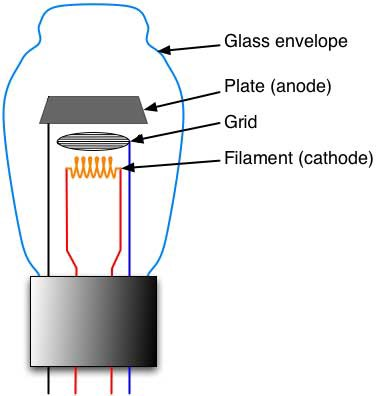 Glass envelope
Plate (anode)
Grid
Filament (cathode)